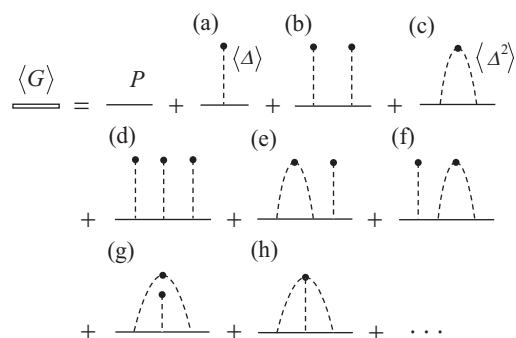 (a) (b) (c)
⟨G⟩ = P + ⟨Δ⟩ + + ⟨Δ²⟩
(d) (e) (f)
+ + +
(g) (h)
+ + + · · ·